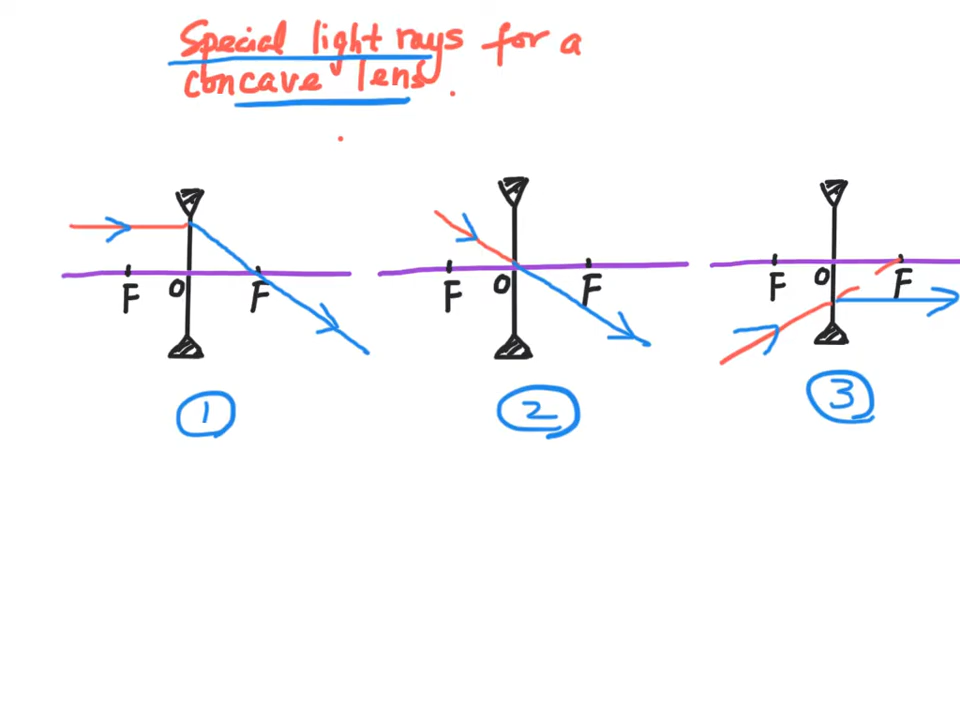 Special light rays for a
concave lens.
F O F
F O F
F O F
1
2
3